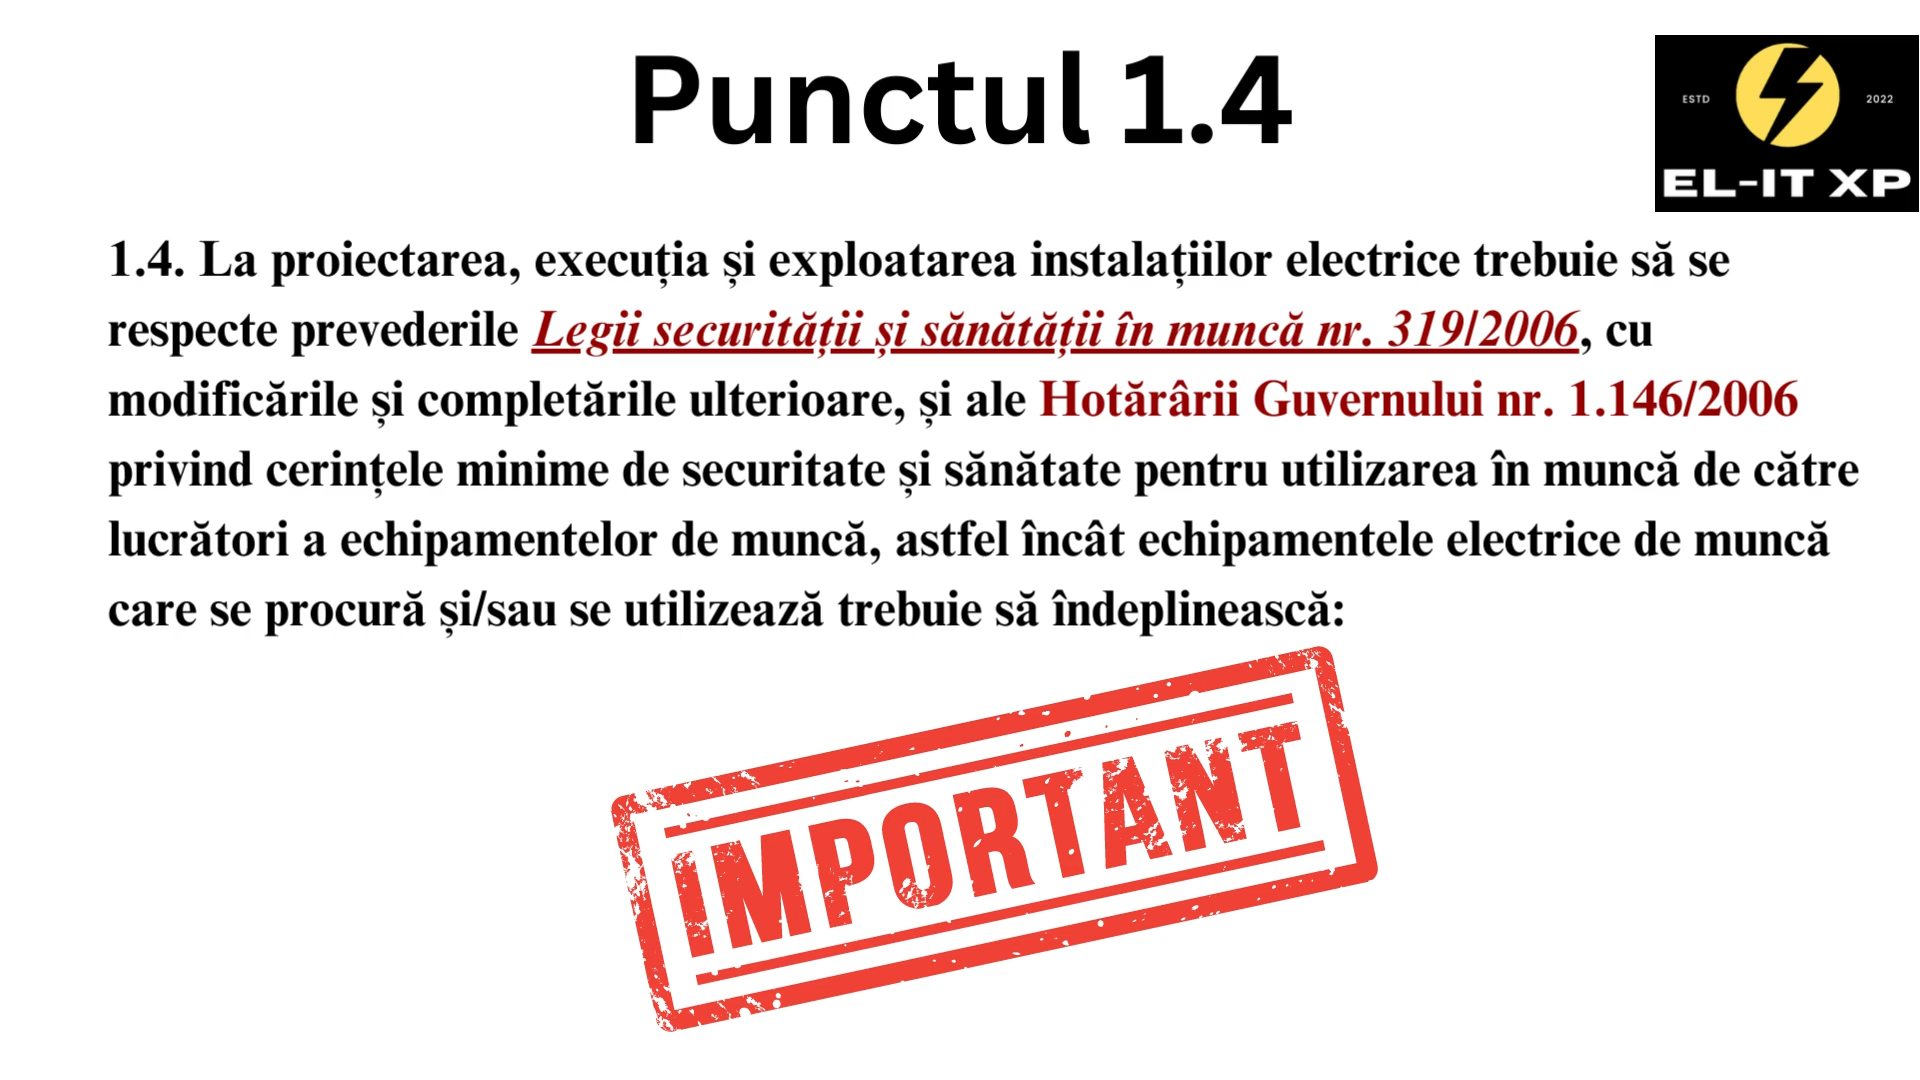 Punctul 1.4
ESTD
2022
EL-IT XP
1.4. La proiectarea, execuția și exploatarea instalațiilor electrice trebuie să se
respecte prevederile Legii securității și sănătății în muncă nr. 319/2006, cu
modificările și completările ulterioare, și ale Hotărârii Guvernului nr. 1.146/2006
privind cerințele minime de securitate și sănătate pentru utilizarea în muncă de către
lucrători a echipamentelor de muncă, astfel încât echipamentele electrice de muncă
care se procură și/sau se utilizează trebuie să îndeplinească:
IMPORTANT